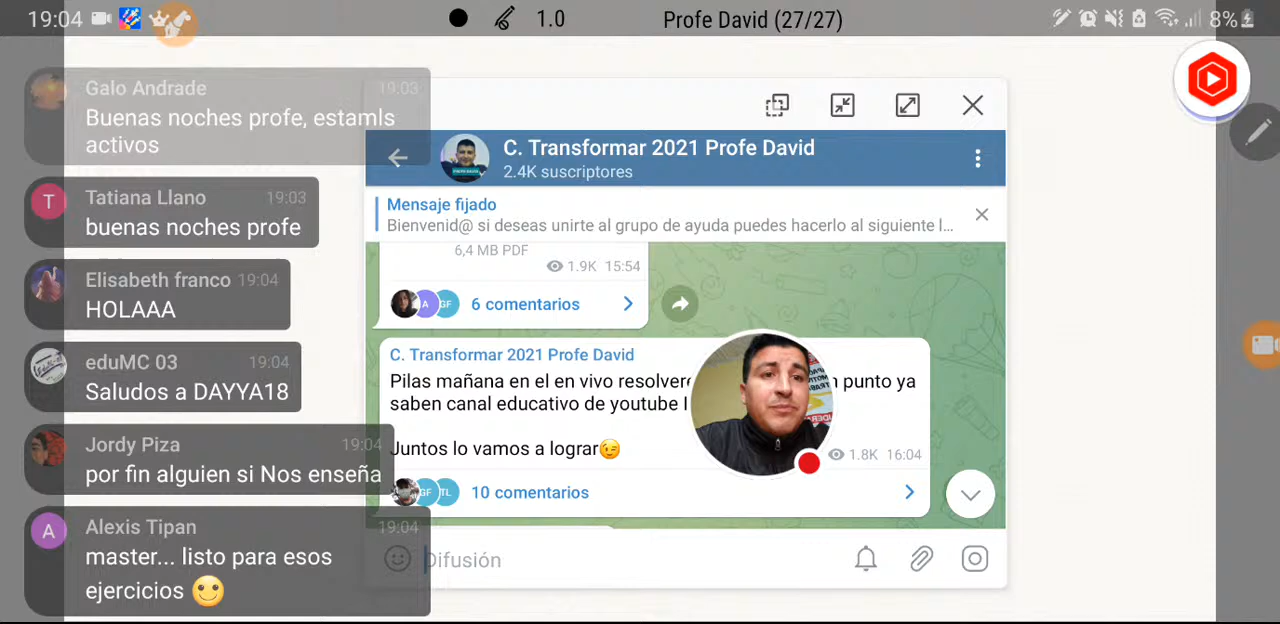 19:04
1.0
Profe David (27/27)
8%
Galo Andrade 19:03
Buenas noches profe, estamls
activos
T
Tatiana Llano 19:03
buenas noches profe
Elisabeth franco 19:04
HOLAAA
eduMC 03 19:04
Saludos a DAYYA18
Jordy Piza 19:04
por fin alguien si Nos enseña
A
Alexis Tipan 19:04
master... listo para esos
ejercicios 🙂
C. Transformar 2021 Profe David
2.4K suscriptores
Mensaje fijado
Bienvenid@ si deseas unirte al grupo de ayuda puedes hacerlo al siguiente l...
6,4 MB PDF
1.9K 15:54
A GF 6 comentarios
C. Transformar 2021 Profe David
Pilas mañana en el en vivo resolver punto ya
saben canal educativo de youtube
Juntos lo vamos a lograr😉
1.8K 16:04
GF TL 10 comentarios
Difusión